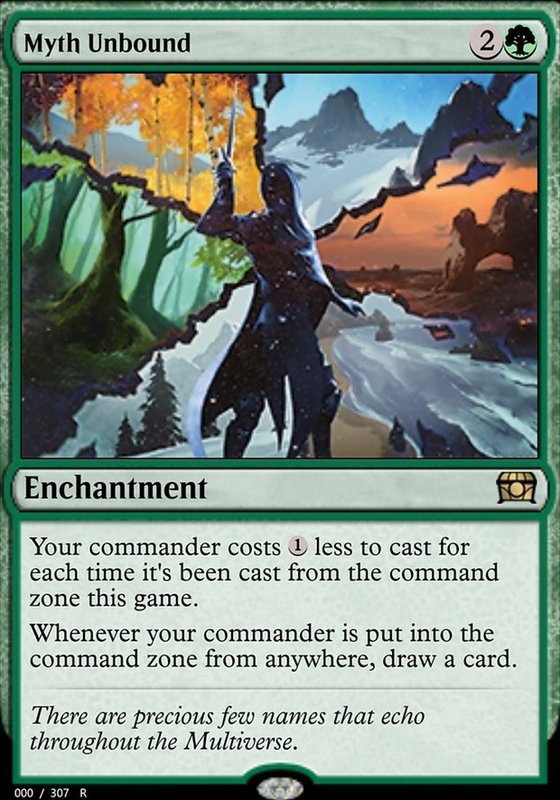 Myth Unbound 2
Enchantment
Your commander costs 1 less to cast for
each time it's been cast from the command
zone this game.
Whenever your commander is put into the
command zone from anywhere, draw a card.
There are precious few names that echo
throughout the Multiverse.
000 / 307 R